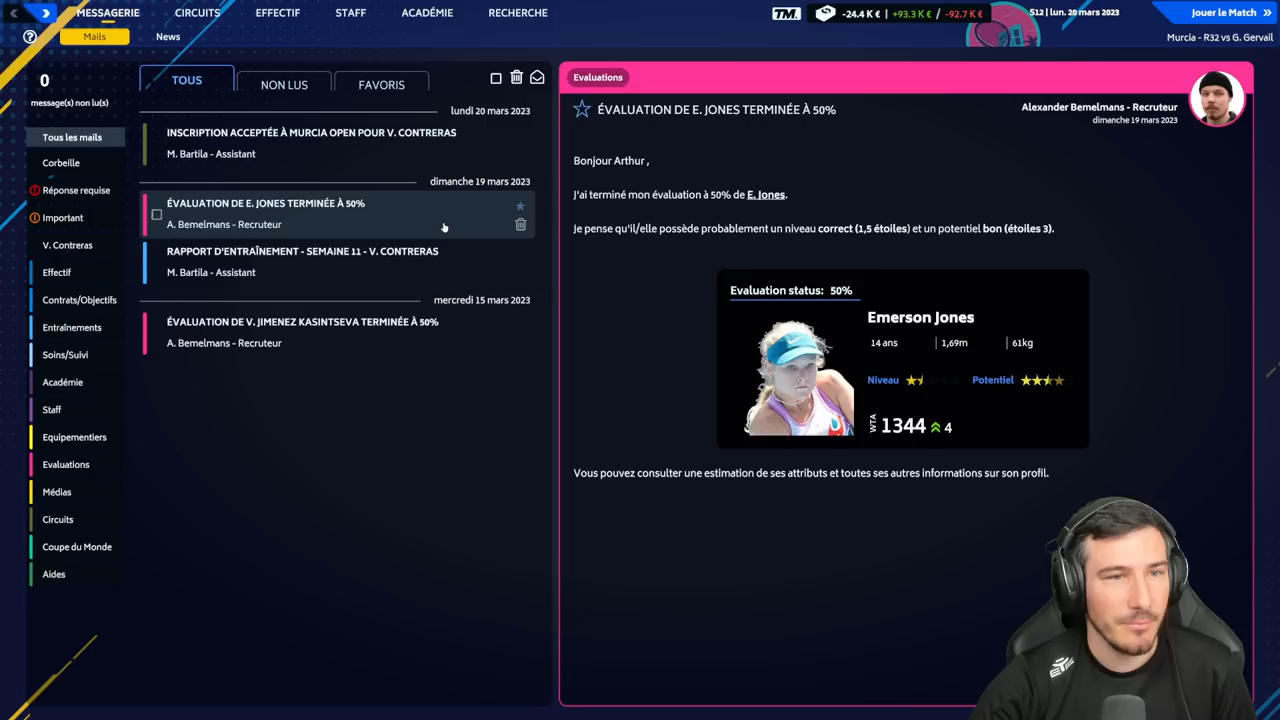 MESSAGERIE
CIRCUITS
EFFECTIF
STAFF
ACADÉMIE
RECHERCHE
TM.
-24.4 K € / +93.3 K € / -92.7 K €
S12 | lun. 20 mars 2023
Jouer le Match
Mails
News
Murcia - R32 vs G. Gervail
0
message(s) non lu(s)
Tous les mails
Corbeille
Réponse requise
Important
V. Contreras
Effectif
Contrats/Objectifs
Entraînements
Soins/Suivi
Académie
Staff
Equipementiers
Evaluations
Médias
Circuits
Coupe du Monde
Aides
TOUS
NON LUS
FAVORIS
lundi 20 mars 2023
INSCRIPTION ACCEPTÉE À MURCIA OPEN POUR V. CONTRERAS
M. Bartila - Assistant
dimanche 19 mars 2023
ÉVALUATION DE E. JONES TERMINÉE À 50%
A. Bemelmans - Recruteur
RAPPORT D'ENTRAÎNEMENT - SEMAINE 11 - V. CONTRERAS
M. Bartila - Assistant
mercredi 15 mars 2023
ÉVALUATION DE V. JIMENEZ KASINTSEVA TERMINÉE À 50%
A. Bemelmans - Recruteur
Evaluations
ÉVALUATION DE E. JONES TERMINÉE À 50%
Alexander Bemelmans - Recruteur
dimanche 19 mars 2023
Bonjour Arthur ,
J'ai terminé mon évaluation à 50% de E. Jones.
Je pense qu'il/elle possède probablement un niveau correct (1,5 étoiles) et un potentiel bon (étoiles 3).
Evaluation status: 50%
Emerson Jones
14 ans | 1,69m | 61kg
Niveau
Potentiel
WTA 1344 4
Vous pouvez consulter une estimation de ses attributs et toutes ses autres informations sur son profil.